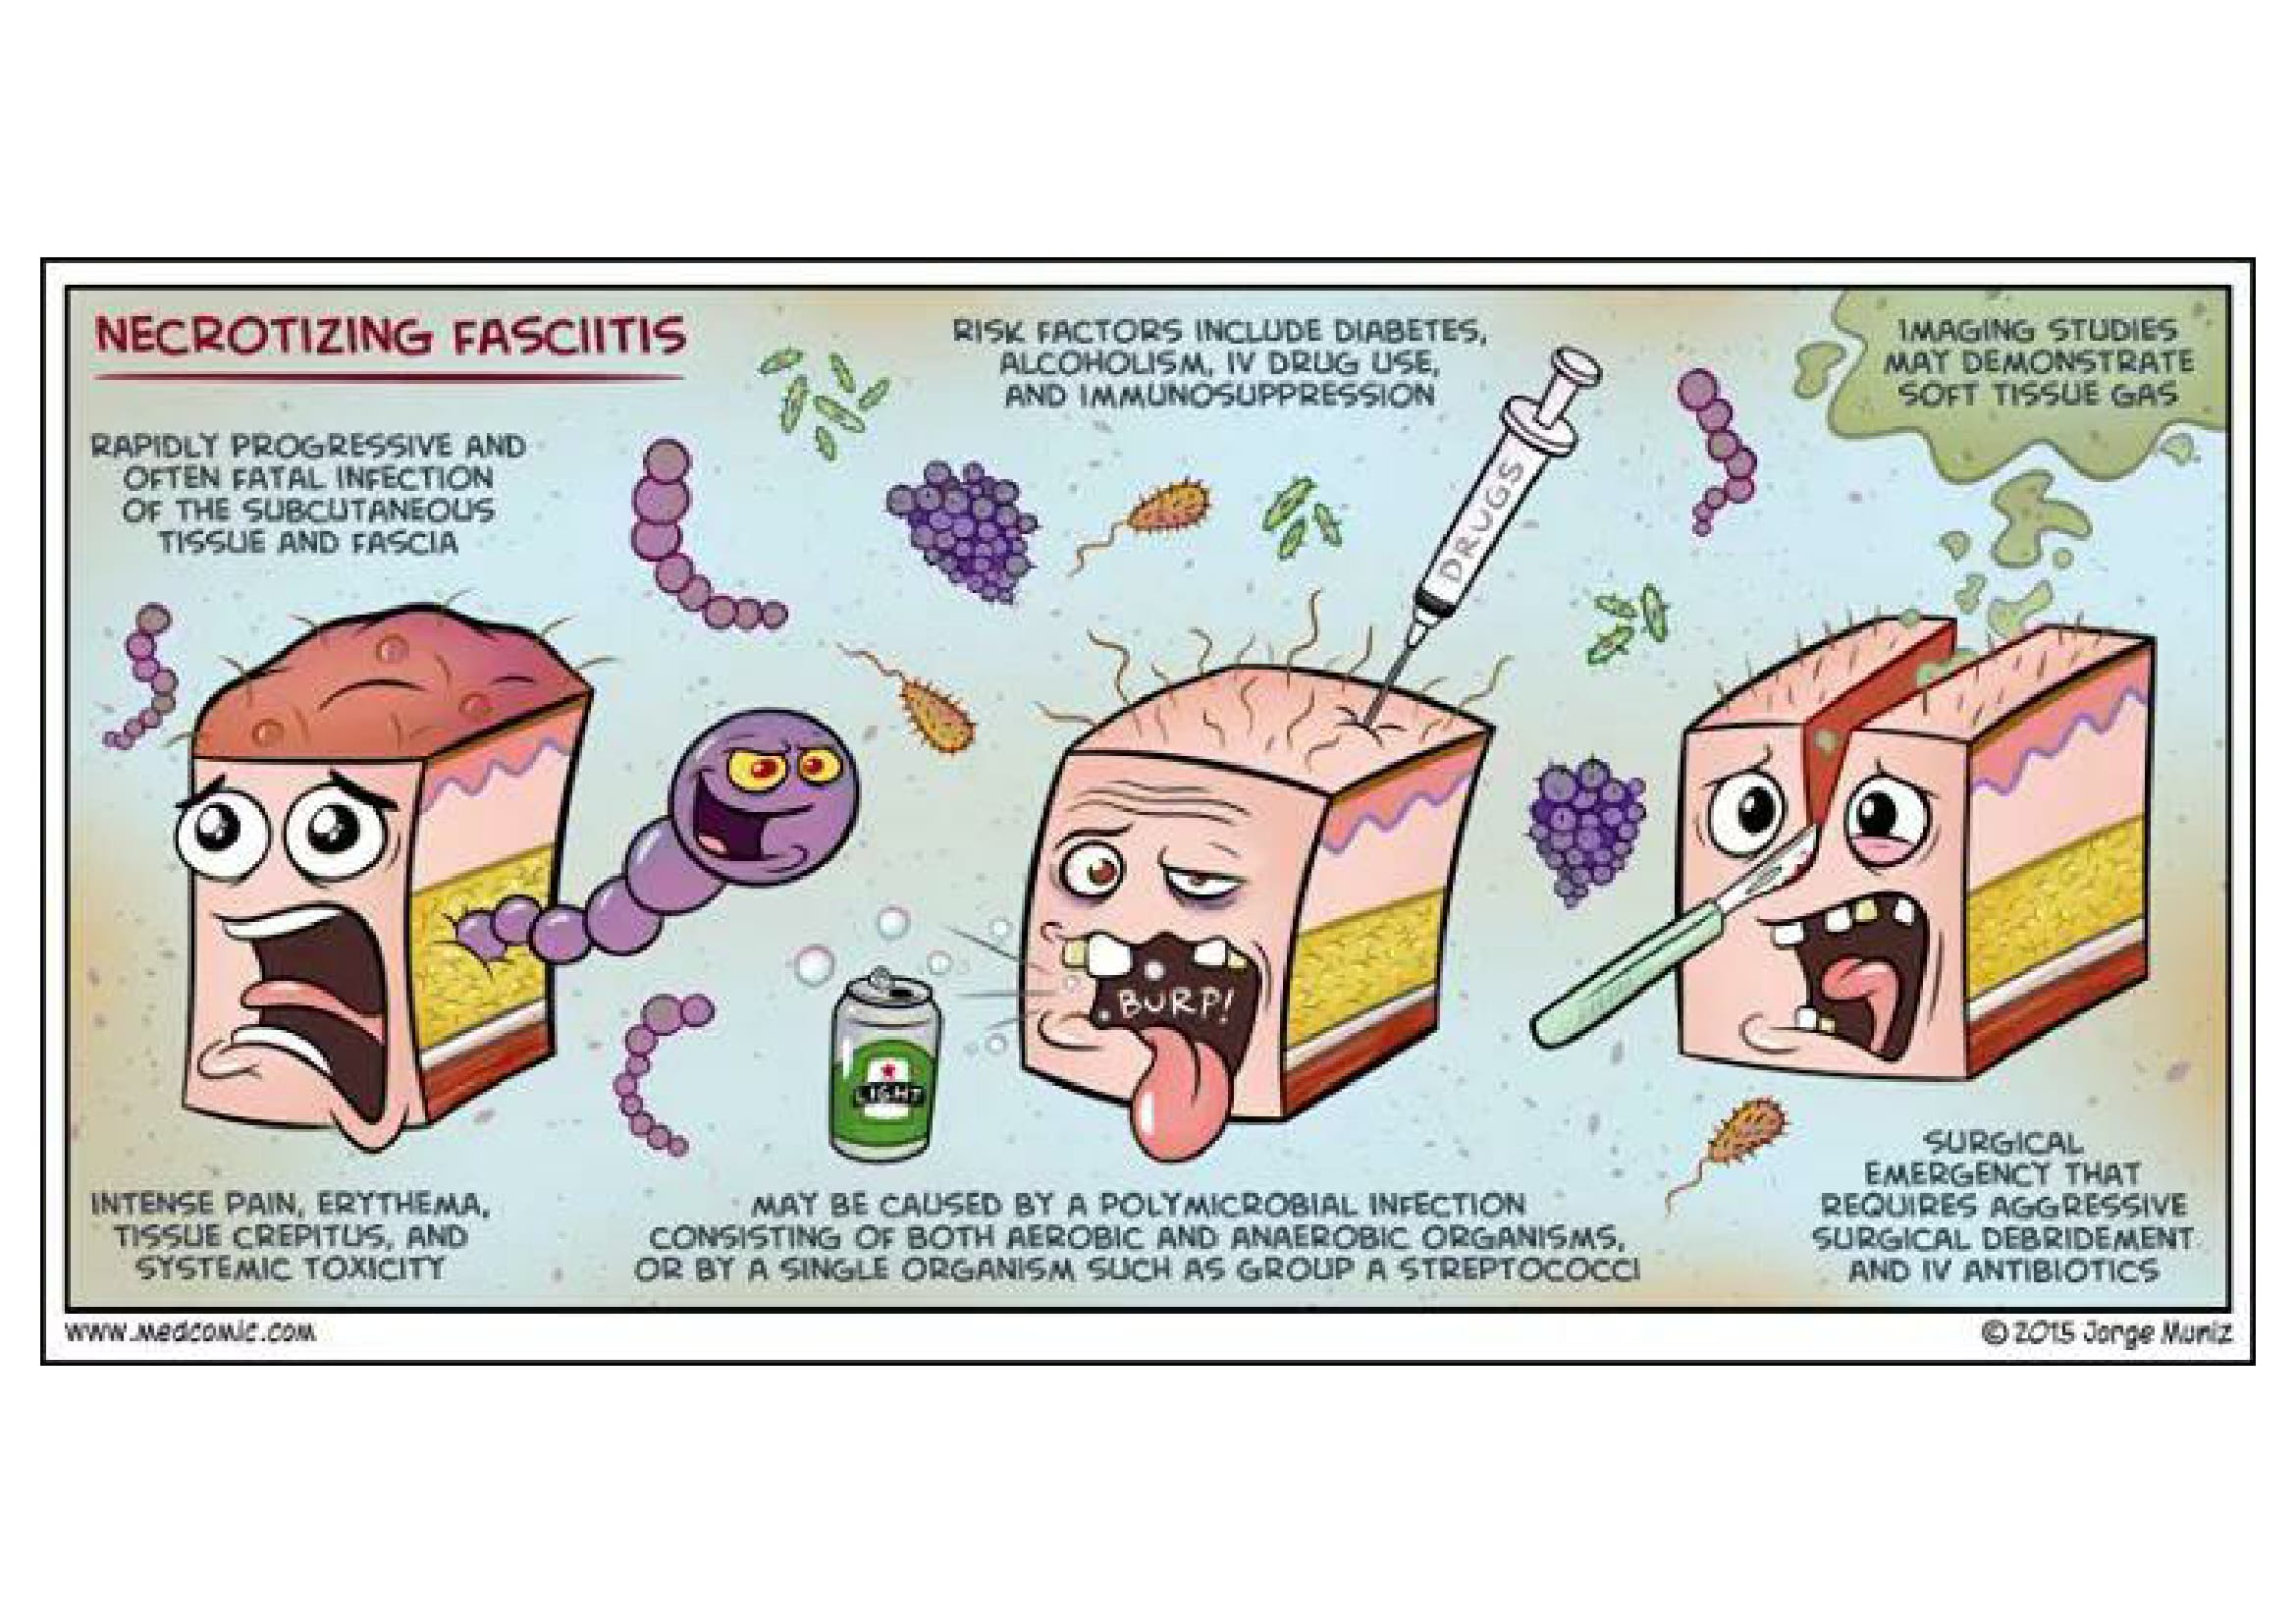 NECROTIZING FASCIITIS
RAPIDLY PROGRESSIVE AND
OFTEN FATAL INFECTION
OF THE SUBCUTANEOUS
TISSUE AND FASCIA
INTENSE PAIN, ERYTHEMA,
TISSUE CREPITUS, AND
SYSTEMIC TOXICITY
RISK FACTORS INCLUDE DIABETES,
ALCOHOLISM, IV DRUG USE,
AND IMMUNOSUPPRESSION
DRUGS
BURP!
LIGHT
MAY BE CAUSED BY A POLYMICROBIAL INFECTION
CONSISTING OF BOTH AEROBIC AND ANAEROBIC ORGANISMS,
OR BY A SINGLE ORGANISM SUCH AS GROUP A STREPTOCOCCI
IMAGING STUDIES
MAY DEMONSTRATE
SOFT TISSUE GAS
SURGICAL
EMERGENCY THAT
REQUIRES AGGRESSIVE
SURGICAL DEBRIDEMENT
AND IV ANTIBIOTICS
www.medcomic.com
© 2015 Jorge Muniz